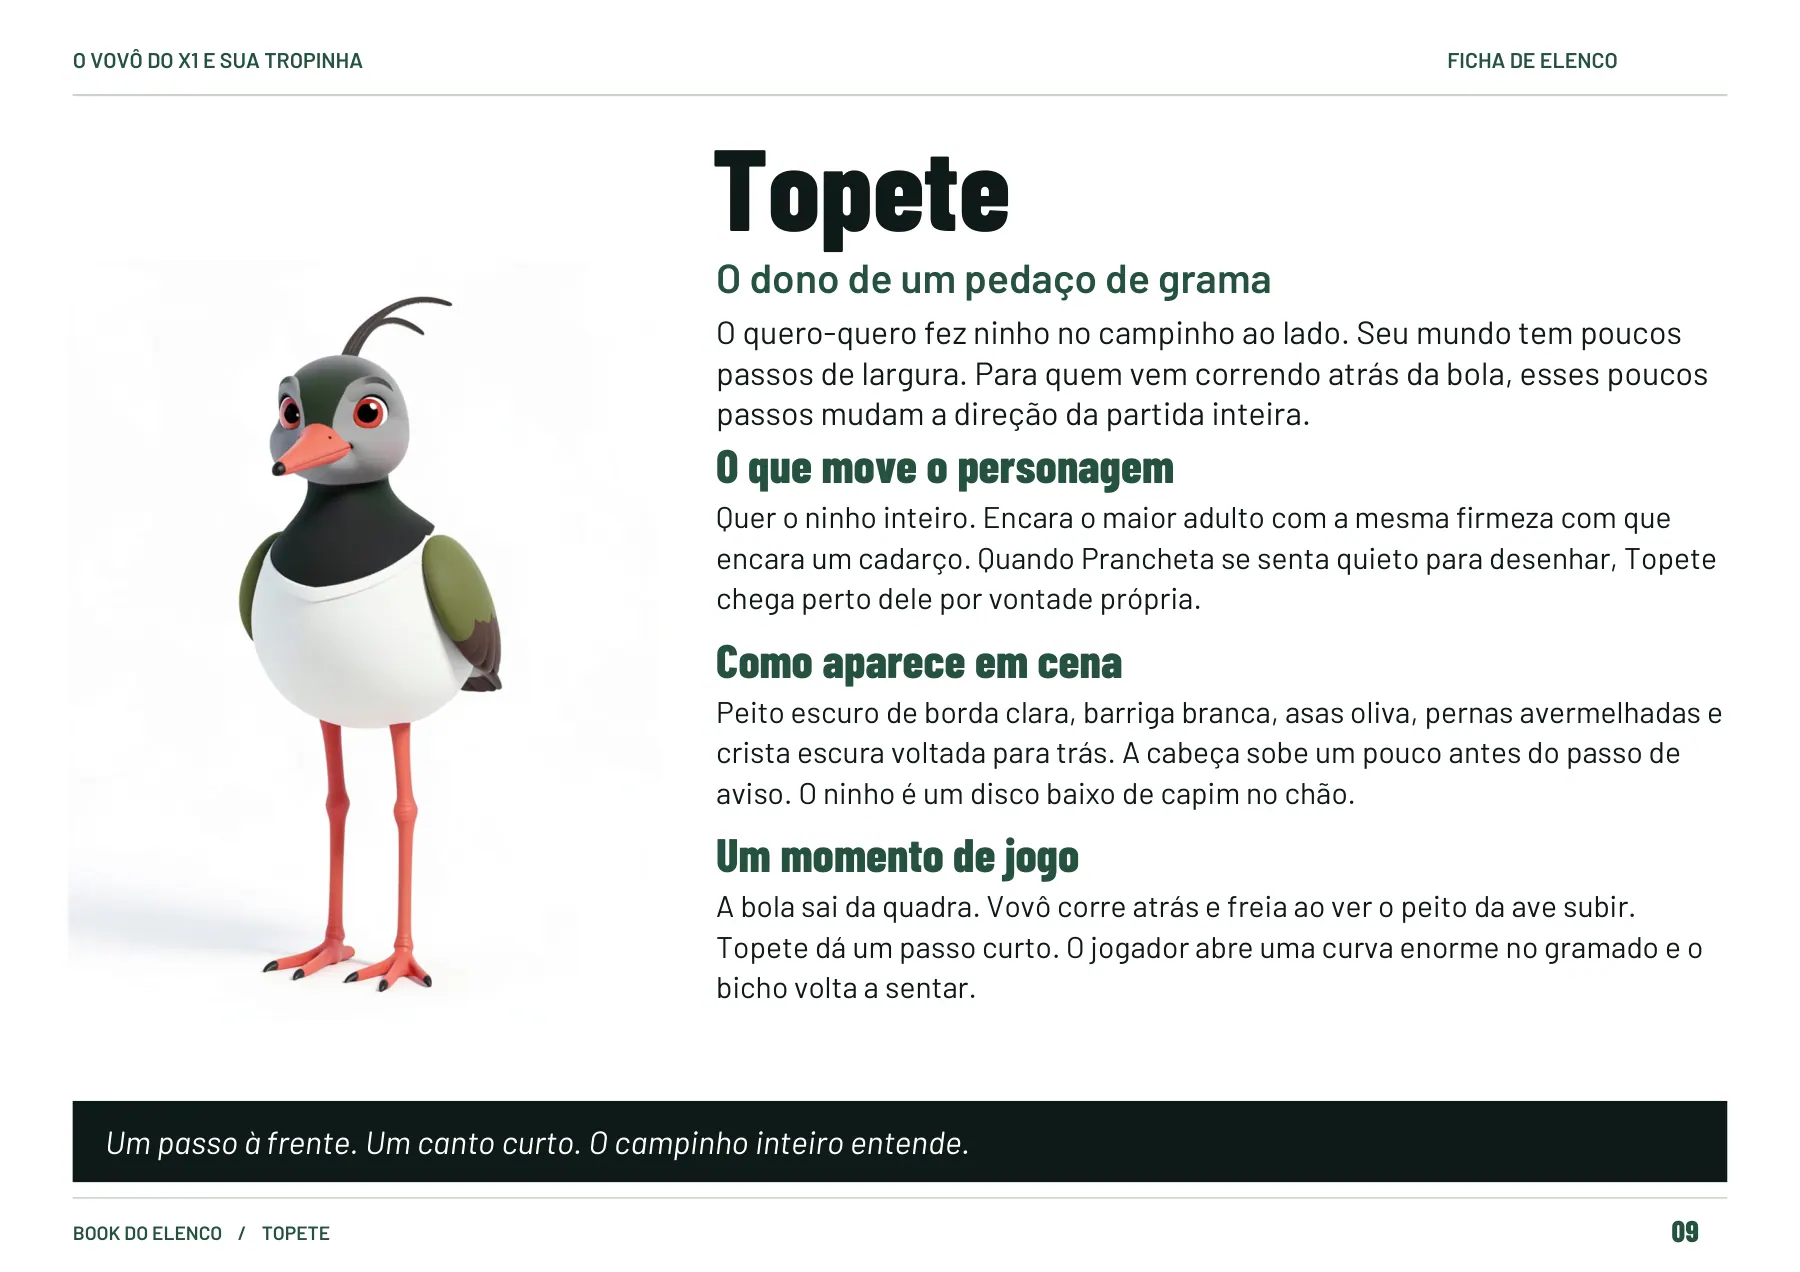 O VOVÔ DO X1 E SUA TROPINHA
FICHA DE ELENCO
Topete
O dono de um pedaço de grama
O quero-quero fez ninho no campinho ao lado. Seu mundo tem poucos
passos de largura. Para quem vem correndo atrás da bola, esses poucos
passos mudam a direção da partida inteira.
O que move o personagem
Quer o ninho inteiro. Encara o maior adulto com a mesma firmeza com que
encara um cadarço. Quando Prancheta se senta quieto para desenhar, Topete
chega perto dele por vontade própria.
Como aparece em cena
Peito escuro de borda clara, barriga branca, asas oliva, pernas avermelhadas e
crista escura voltada para trás. A cabeça sobe um pouco antes do passo de
aviso. O ninho é um disco baixo de capim no chão.
Um momento de jogo
A bola sai da quadra. Vovô corre atrás e freia ao ver o peito da ave subir.
Topete dá um passo curto. O jogador abre uma curva enorme no gramado e o
bicho volta a sentar.
Um passo à frente. Um canto curto. O campinho inteiro entende.
BOOK DO ELENCO / TOPETE
09